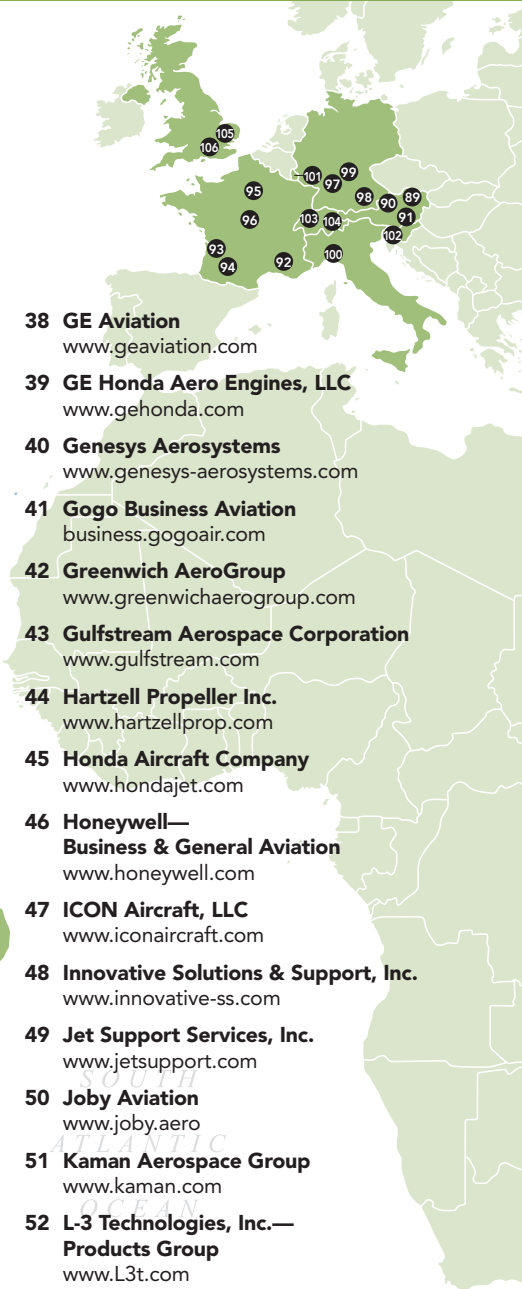 105
106
101
99
97
95
98
90
89
91
96
103
104
102
93
94
92
100
38 GE Aviation
www.geaviation.com
39 GE Honda Aero Engines, LLC
www.gehonda.com
40 Genesys Aerosystems
www.genesys-aerosystems.com
41 Gogo Business Aviation
business.gogoair.com
42 Greenwich AeroGroup
www.greenwichaerogroup.com
43 Gulfstream Aerospace Corporation
www.gulfstream.com
44 Hartzell Propeller Inc.
www.hartzellprop.com
45 Honda Aircraft Company
www.hondajet.com
46 Honeywell—
Business & General Aviation
www.honeywell.com
47 ICON Aircraft, LLC
www.iconaircraft.com
48 Innovative Solutions & Support, Inc.
www.innovative-ss.com
49 Jet Support Services, Inc.
www.jetsupport.com
SOUTH
50 Joby Aviation
www.joby.aero
ATLANTIC
51 Kaman Aerospace Group
www.kaman.com
OCEAN
52 L-3 Technologies, Inc.—
Products Group
www.L3t.com